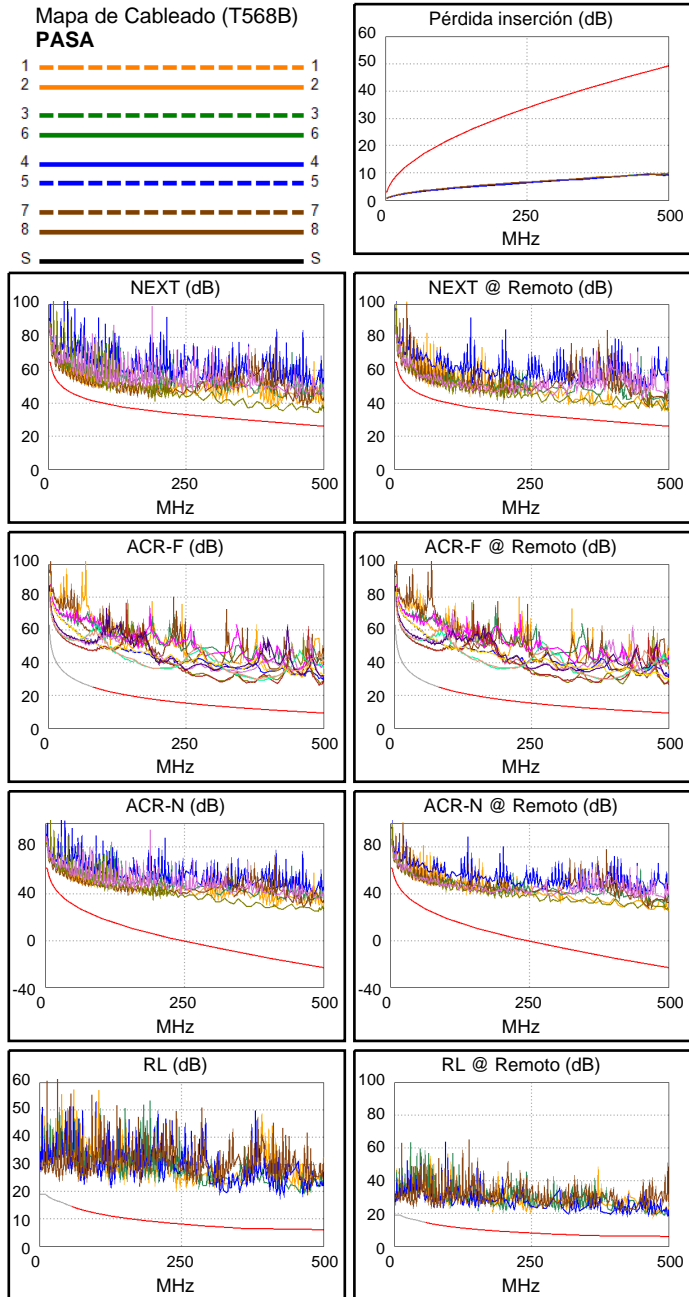 Mapa de Cableado (T568B)
PASA
1 1
2 2
3 3
6 6
4 4
5 5
7 7
8 8
S S
Pérdida inserción (dB)
60
50
40
30
20
10
0
0 250 500
MHz
NEXT (dB)
100
80
60
40
20
0
0 250 500
MHz
NEXT @ Remoto (dB)
100
80
60
40
20
0
0 250 500
MHz
ACR-F (dB)
100
80
60
40
20
0
0 250 500
MHz
ACR-F @ Remoto (dB)
100
80
60
40
20
0
0 250 500
MHz
ACR-N (dB)
80
40
0
-40
0 250 500
MHz
ACR-N @ Remoto (dB)
80
40
0
-40
0 250 500
MHz
RL (dB)
60
50
40
30
20
10
0
0 250 500
MHz
RL @ Remoto (dB)
100
80
60
40
20
0
0 250 500
MHz